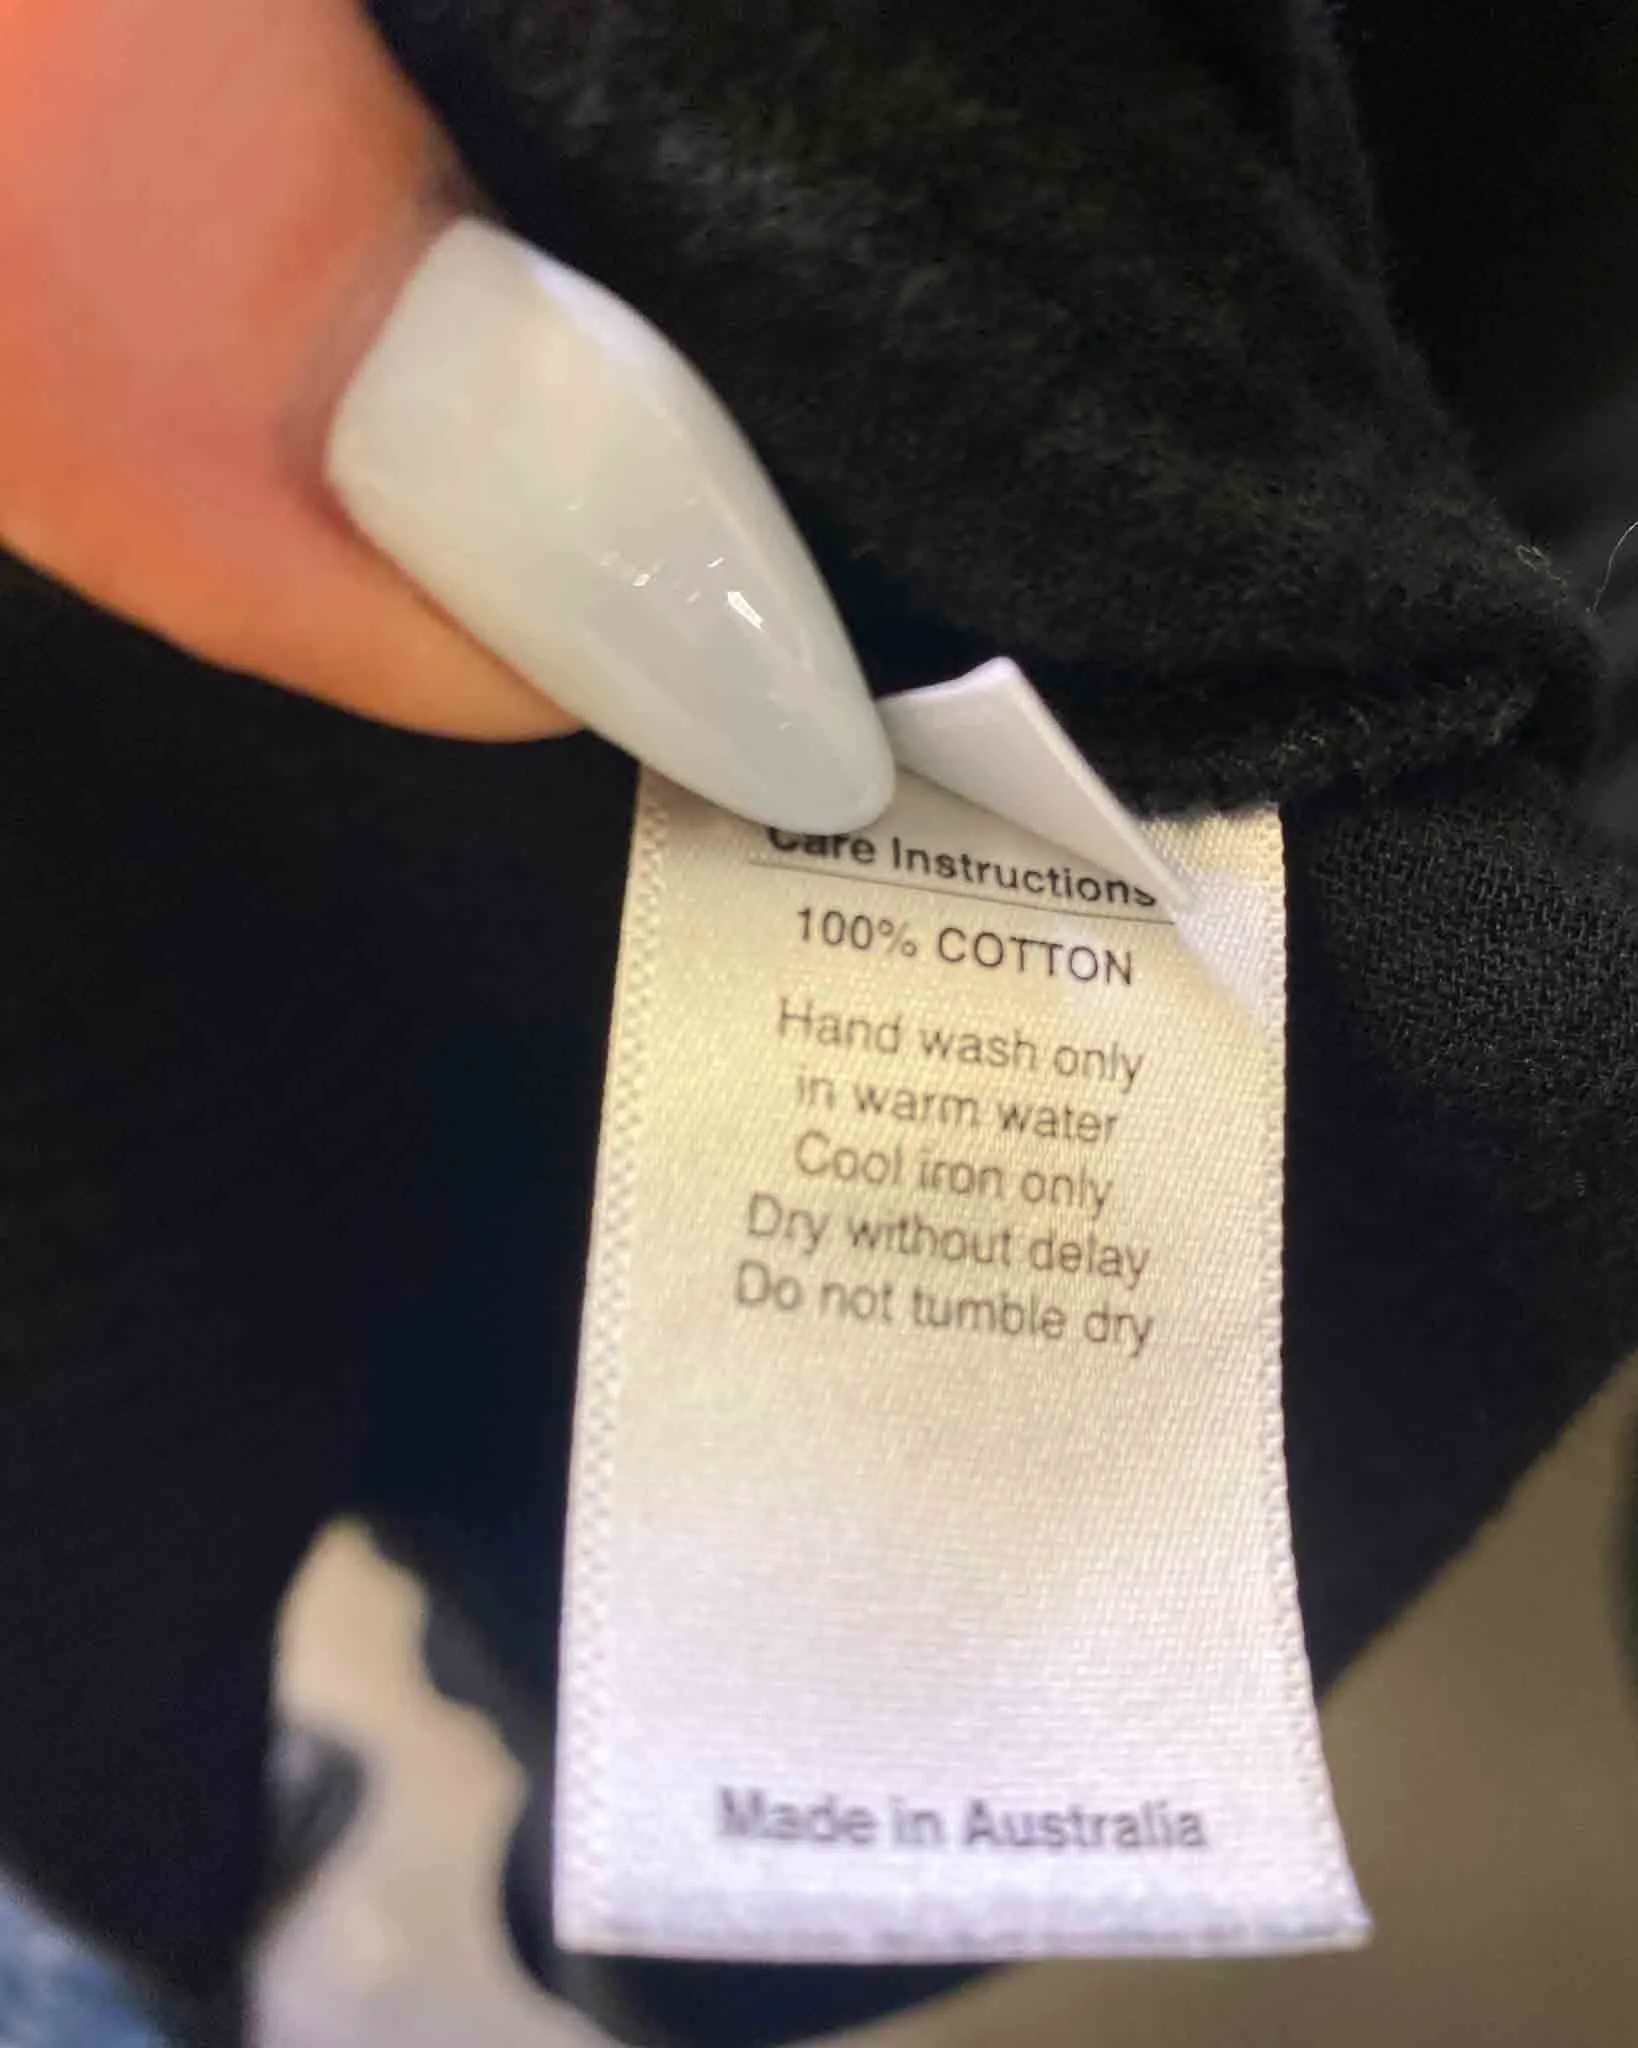 Care Instructions
100% COTTON
Hand wash only
in warm water
Cool iron only
Dry without delay
Do not tumble dry
Made in Australia